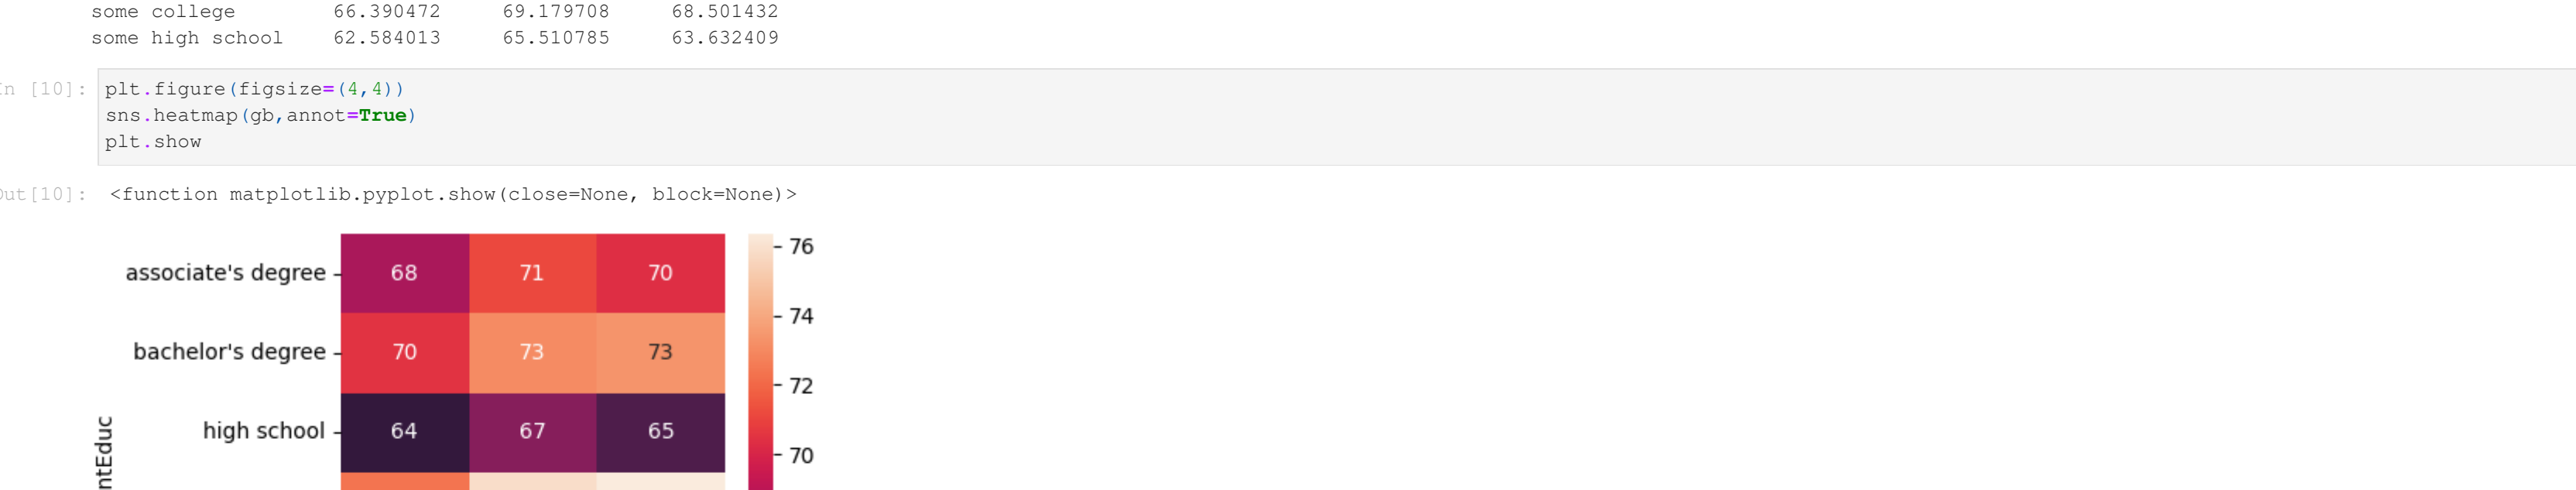 some college 66.390472 69.179708 68.501432
some high school 62.584013 65.510785 63.632409
n [10]: plt.figure(figsize=(4,4))
sns.heatmap(gb,annot=True)
plt.show
Out[10]: <function matplotlib.pyplot.show(close=None, block=None)>
76
associate's degree 68 71 70
74
bachelor's degree 70 73 73
72
high school 64 67 65
70
ntEduc